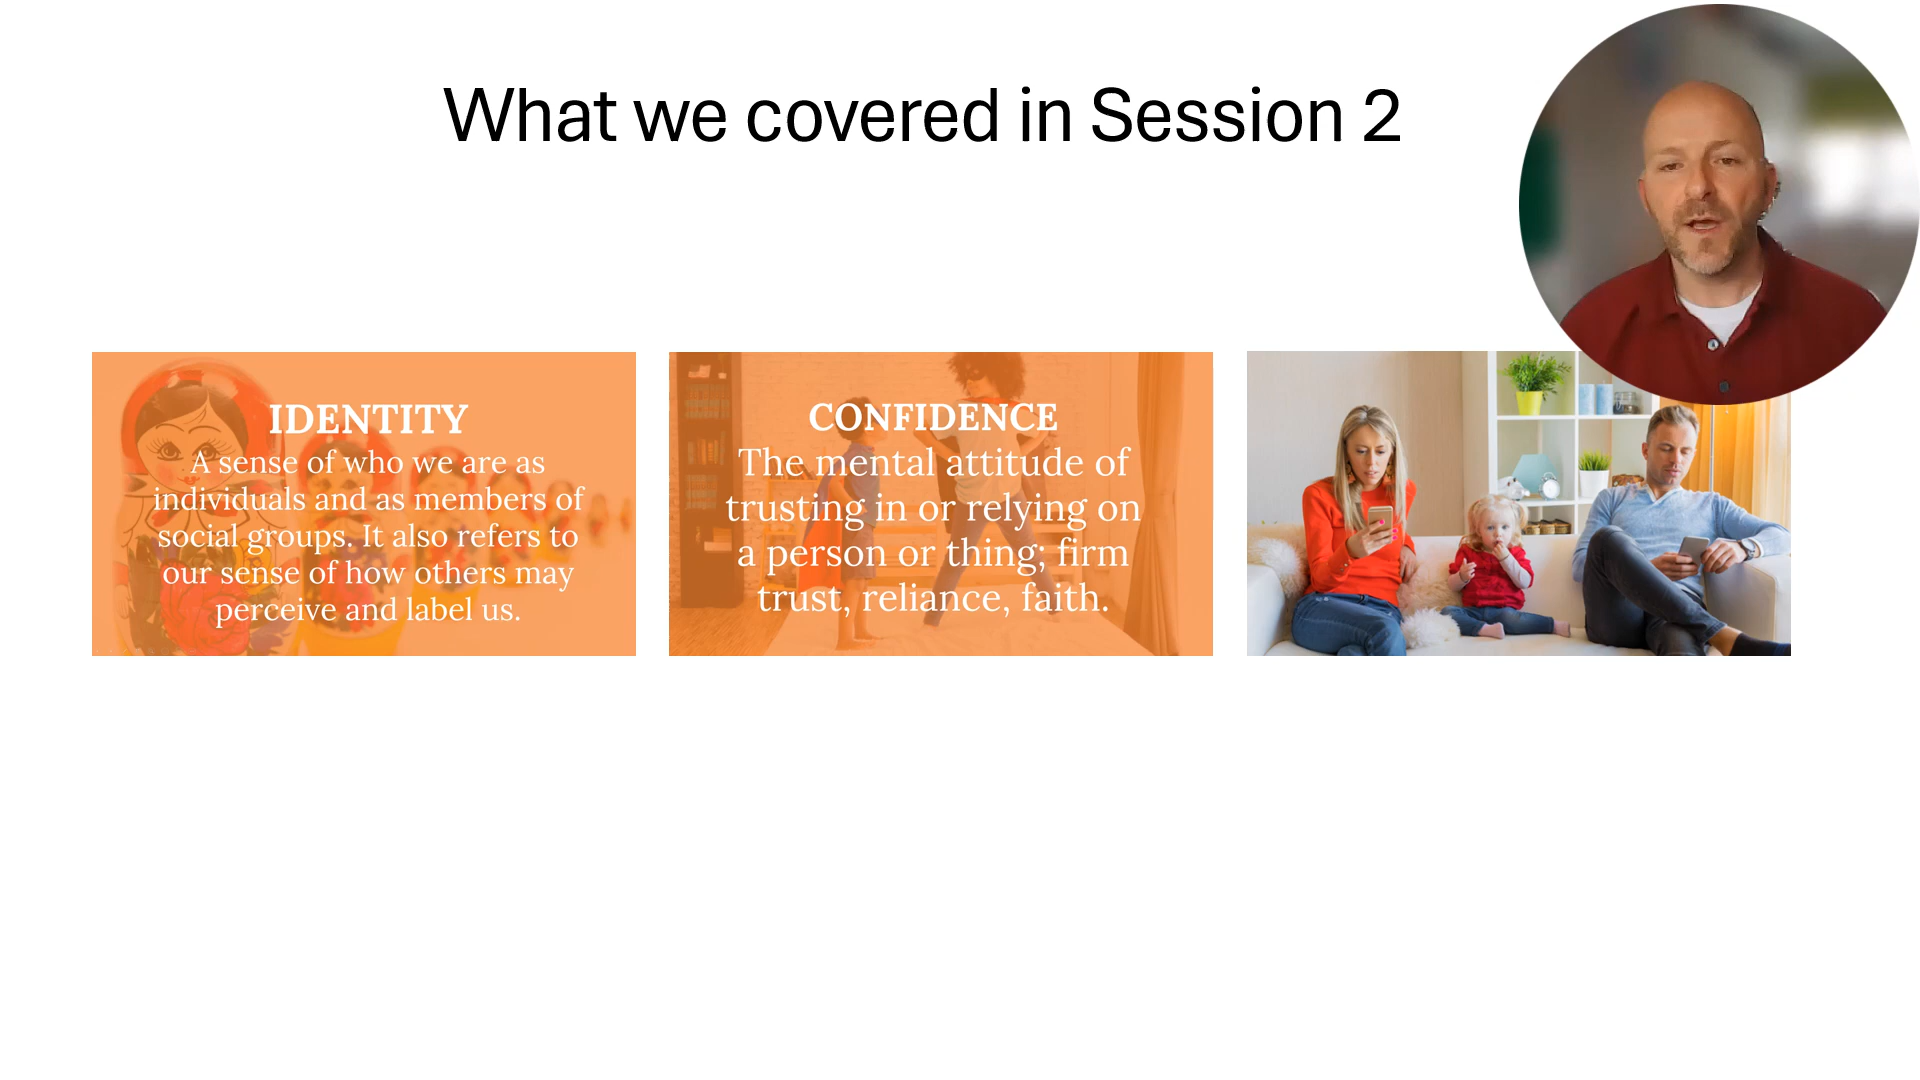 What we covered in Session 2
IDENTITY
A sense of who we are as
individuals and as members of
social groups. It also refers to
our sense of how others may
perceive and label us.
CONFIDENCE
The mental attitude of
trusting in or relying on
a person or thing; firm
trust, reliance, faith.